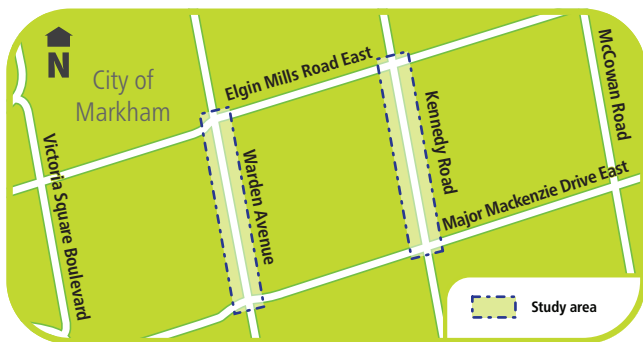 N
City of
Markham
Elgin Mills Road East
McCowan Road
Kennedy Road
Victoria Square Boulevard
Warden Avenue
Major Mackenzie Drive East
Study area